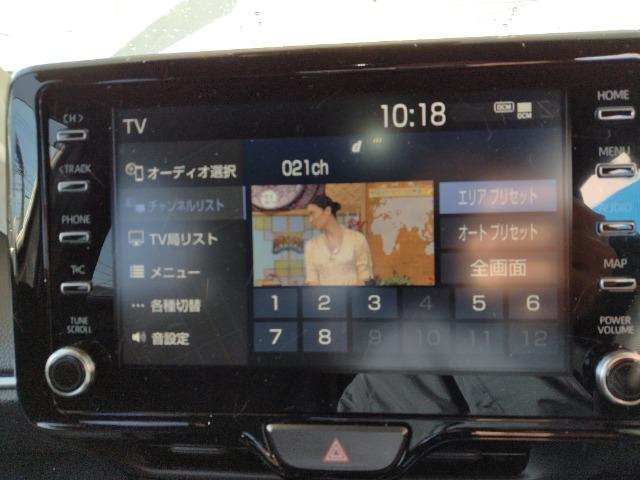 TV
10:18
DCM
DCM
d
オーディオ選択
021ch
チャンネルリスト
エリア プリセット
TV局リスト
オート プリセット
メニュー
全画面
各種切替
1 2 3 4 5 6
音設定
7 8 9 10 11 12
CH >
TRACK
PHONE
TUNE
SCROLL
HOME
MENU
AUDIO
MAP
POWER
VOLUME